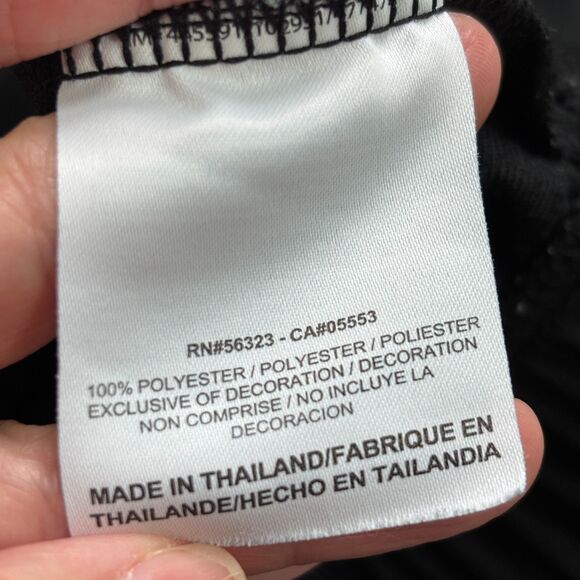 RN#56323 - CA#05553
100% POLYESTER / POLYESTER / POLIESTER
EXCLUSIVE OF DECORATION / DECORATION
NON COMPRISE / NO INCLUYE LA
DECORACION
MADE IN THAILAND/FABRIQUE EN
THAILANDE/HECHO EN TAILANDIA